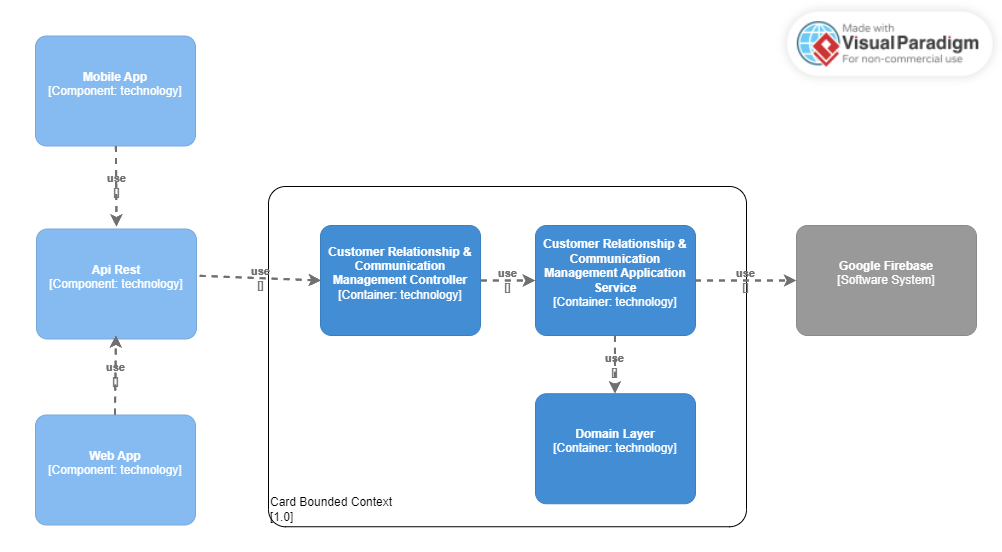 Made with
Visual Paradigm
For non-commercial use
Mobile App
[Component: technology]
use
[]
Api Rest
[Component: technology]
use
[]
Customer Relationship &
Communication
Management Controller
[Container: technology]
use
[]
Customer Relationship &
Communication
Management Application
Service
[Container: technology]
use
[]
Google Firebase
[Software System]
use
[]
use
[]
Domain Layer
[Container: technology]
Web App
[Component: technology]
Card Bounded Context
[1.0]